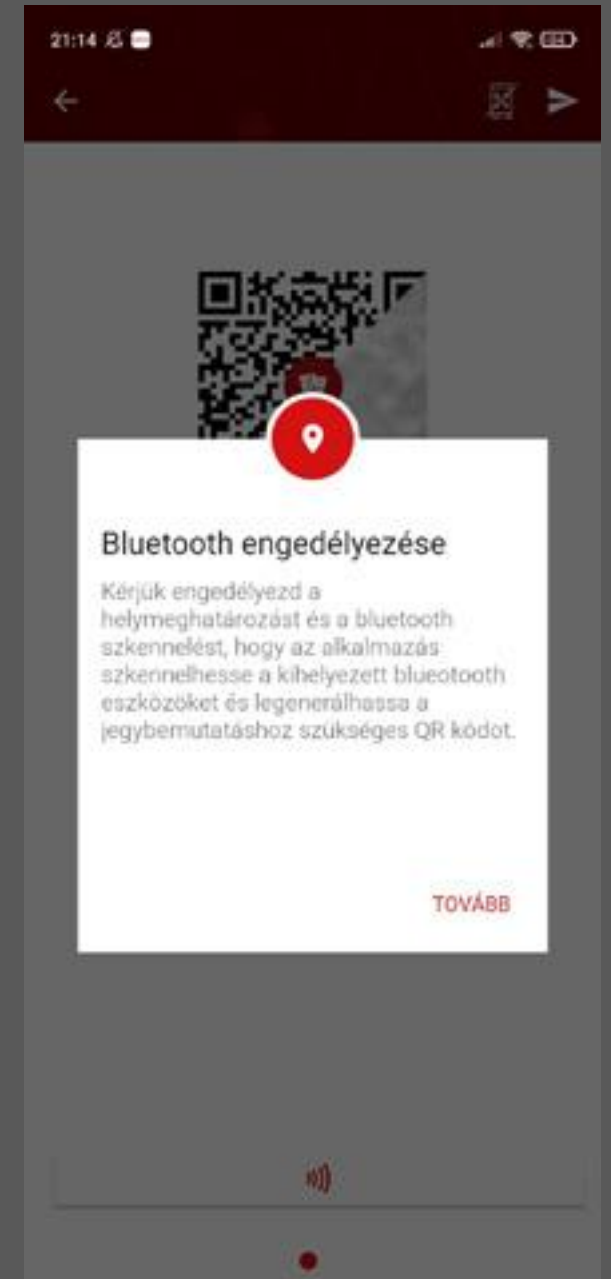 21:14
Bluetooth engedélyezése
Kérjük engedélyezd a
helymeghatározást és a bluetooth
szkennelést, hogy az alkalmazás
szkennelhesse a kihelyezett blueotooth
eszközöket és legenerálhassa a
jegybemutatáshoz szükséges QR kódot.
TOVÁBB